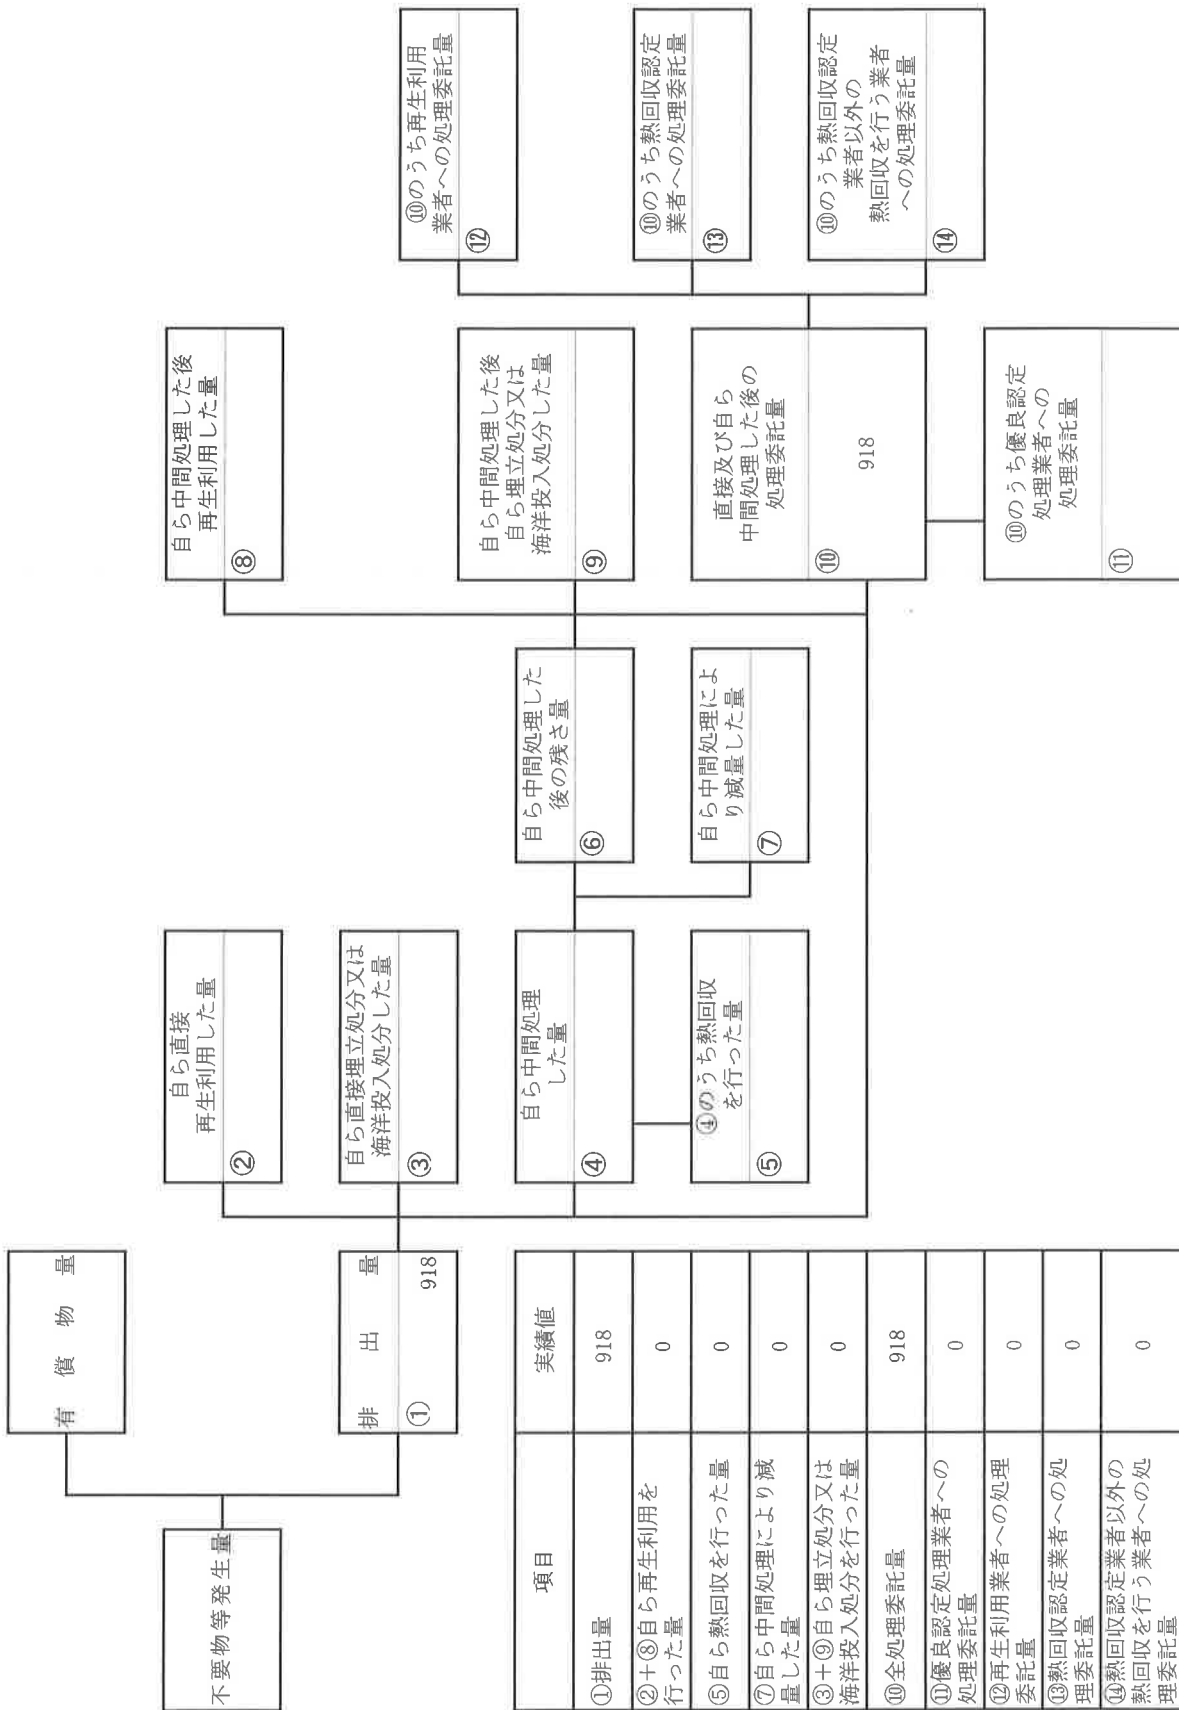 不要物等発生量
有償物量
排出量
①
918
自ら直接
再生利用した量
②
自ら直接埋立処分又は
海洋投入処分した量
③
自ら中間処理
した量
④
④のうち熱回収
を行った量
⑤
自ら中間処理した
後の残さ量
⑥
自ら中間処理によ
り減量した量
⑦
自ら中間処理した後
再生利用した量
⑧
自ら中間処理した後
自ら埋立処分又は
海洋投入処分した量
⑨
直接及び自ら
中間処理した後の
処理委託量
⑩
918
⑩のうち優良認定
処理業者への
処理委託量
⑪
⑩のうち再生利用
業者への処理委託量
⑫
⑩のうち熱回収認定
業者への処理委託量
⑬
⑩のうち熱回収認定
業者以外の
熱回収を行う業者
への処理委託量
⑭
項目 実績値
①排出量 918
②+⑧自ら再生利用を
行った量 0
⑤自ら熱回収を行った量 0
⑦自ら中間処理により減
量した量 0
③+⑨自ら埋立処分又は
海洋投入処分を行った量 0
⑩全処理委託量 918
⑪優良認定処理業者への
処理委託量 0
⑫再生利用業者への処理
委託量 0
⑬熱回収認定業者への処
理委託量 0
⑭熱回収認定業者以外の
熱回収を行う業者への処
理委託量 0